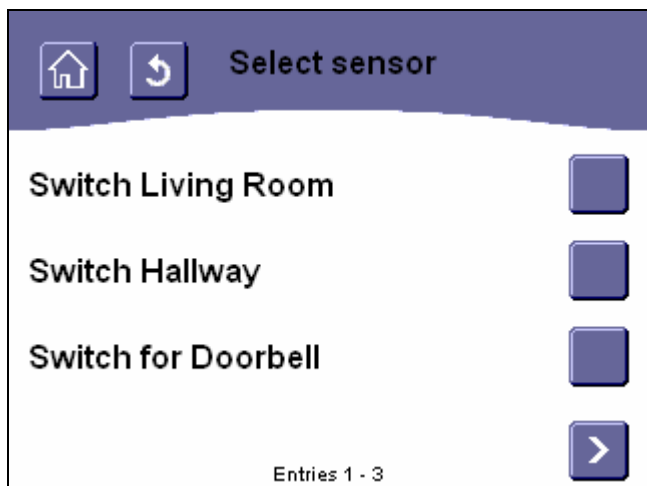 Select sensor
Switch Living Room
Switch Hallway
Switch for Doorbell
Entries 1 - 3